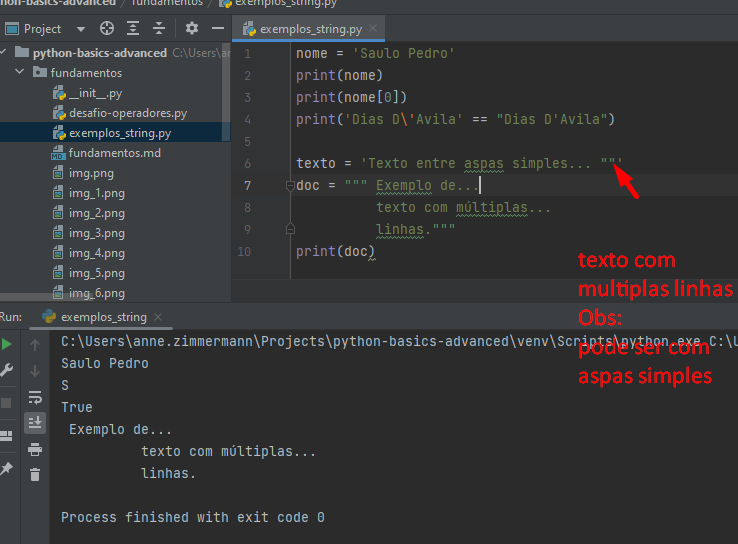 python-basics-advanced
fundamentos
exemplos_string.py
Project
exemplos_string.py
python-basics-advanced C:\Users\
fundamentos
__init__.py
desafio-operadores.py
exemplos_string.py
fundamentos.md
img.png
img_1.png
img_2.png
img_3.png
img_4.png
img_5.png
img_6.png
1 nome = 'Saulo Pedro'
2 print(nome)
3 print(nome[0])
4 print('Dias D\'Avila' == "Dias D'Avila")
5
6 texto = 'Texto entre aspas simples... ""'
7 doc = """ Exemplo de...
8 texto com múltiplas...
9 linhas."""
10 print(doc)
texto com
multiplas linhas
Obs:
pode ser com
aspas simples
Run: exemplos_string
C:\Users\anne.zimmermann\Projects\python-basics-advanced\venv\Scripts\python.exe C:\U
Saulo Pedro
S
True
Exemplo de...
texto com múltiplas...
linhas.
Process finished with exit code 0